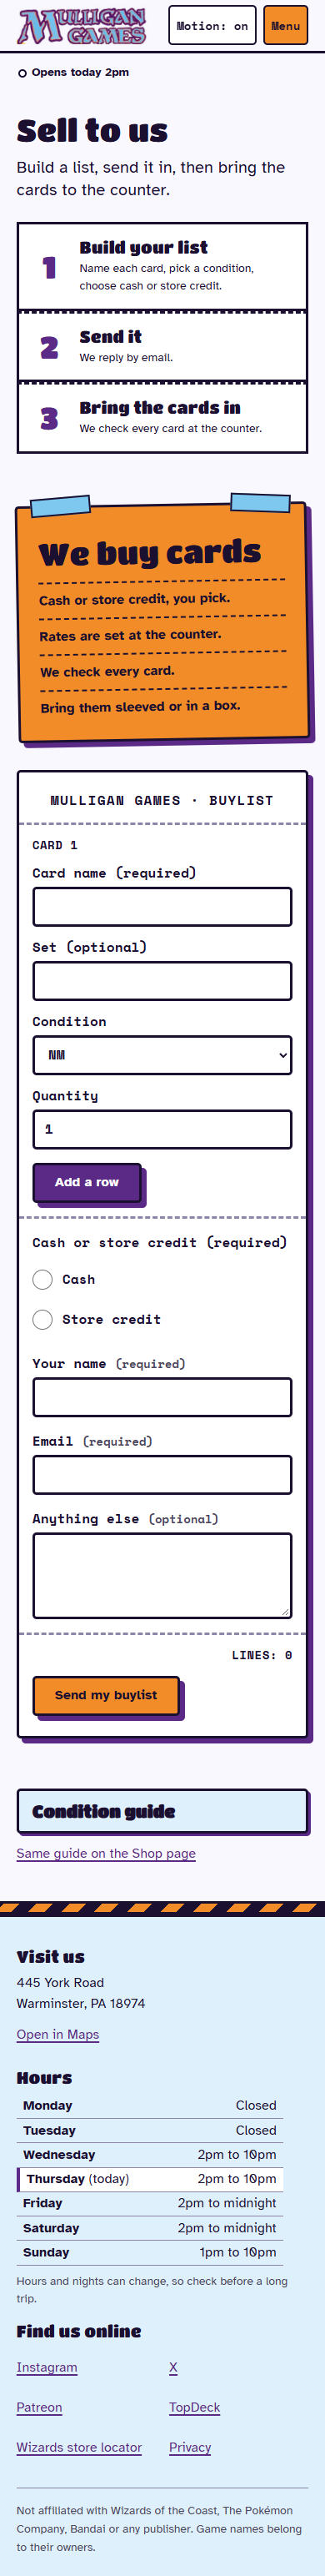 MULLIGAN
GAMES
Motion: on
Menu
Opens today 2pm
Sell to us
Build a list, send it in, then bring the
cards to the counter.
1
Build your list
Name each card, pick a condition,
choose cash or store credit.
2
Send it
We reply by email.
3
Bring the cards in
We check every card at the counter.
We buy cards
Cash or store credit, you pick.
Rates are set at the counter.
We check every card.
Bring them sleeved or in a box.
MULLIGAN GAMES · BUYLIST
CARD 1
Card name (required)
Set (optional)
Condition
NM
Quantity
1
Add a row
Cash or store credit (required)
Cash
Store credit
Your name (required)
Email (required)
Anything else (optional)
LINES: 0
Send my buylist
Condition guide
Same guide on the Shop page
Visit us
445 York Road
Warminster, PA 18974
Open in Maps
Hours
Monday Closed
Tuesday Closed
Wednesday 2pm to 10pm
Thursday (today) 2pm to 10pm
Friday 2pm to midnight
Saturday 2pm to midnight
Sunday 1pm to 10pm
Hours and nights can change, so check before a long
trip.
Find us online
Instagram X
Patreon TopDeck
Wizards store locator Privacy
Not affiliated with Wizards of the Coast, The Pokémon
Company, Bandai or any publisher. Game names belong
to their owners.